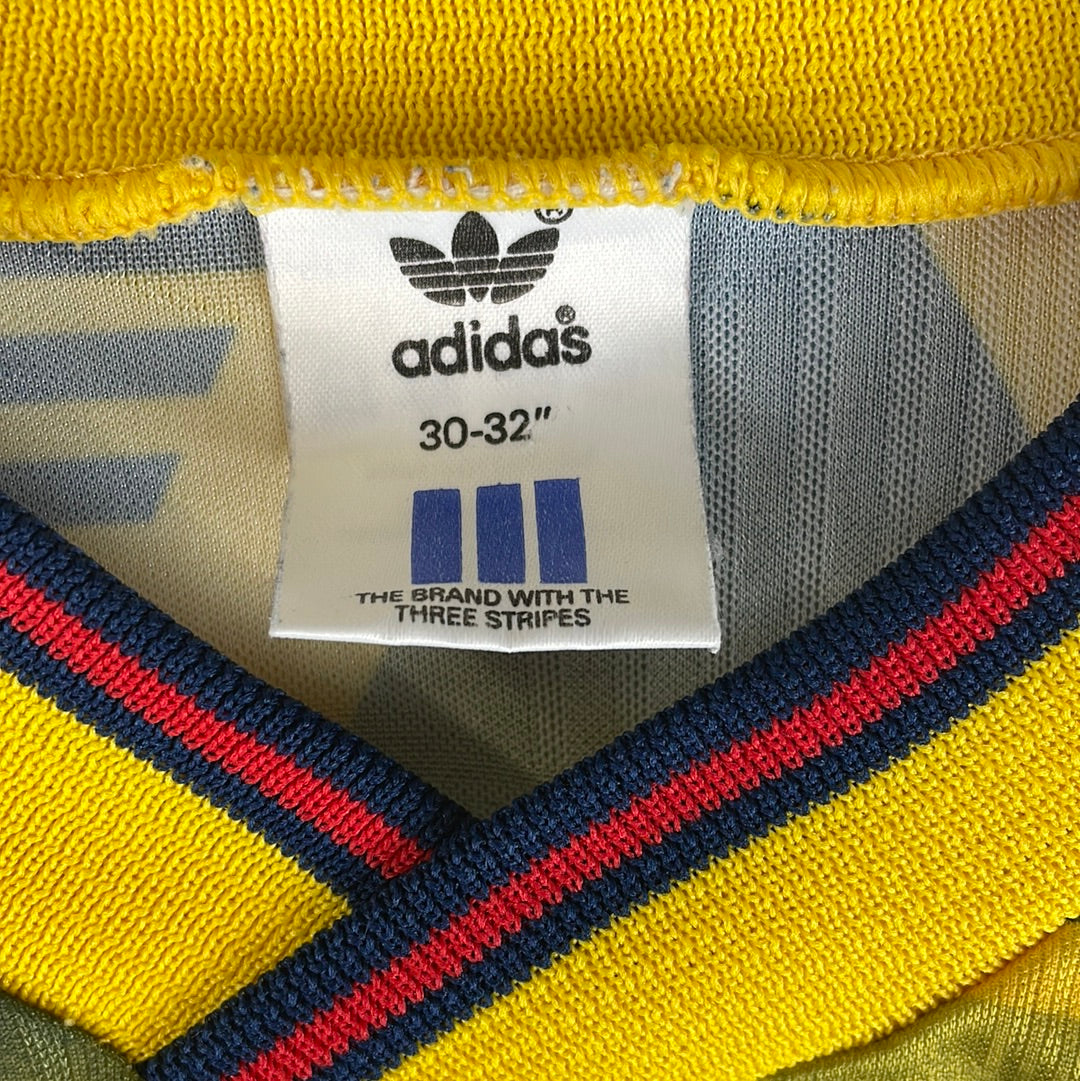 ®
adidas®
30-32"
THE BRAND WITH THE
THREE STRIPES